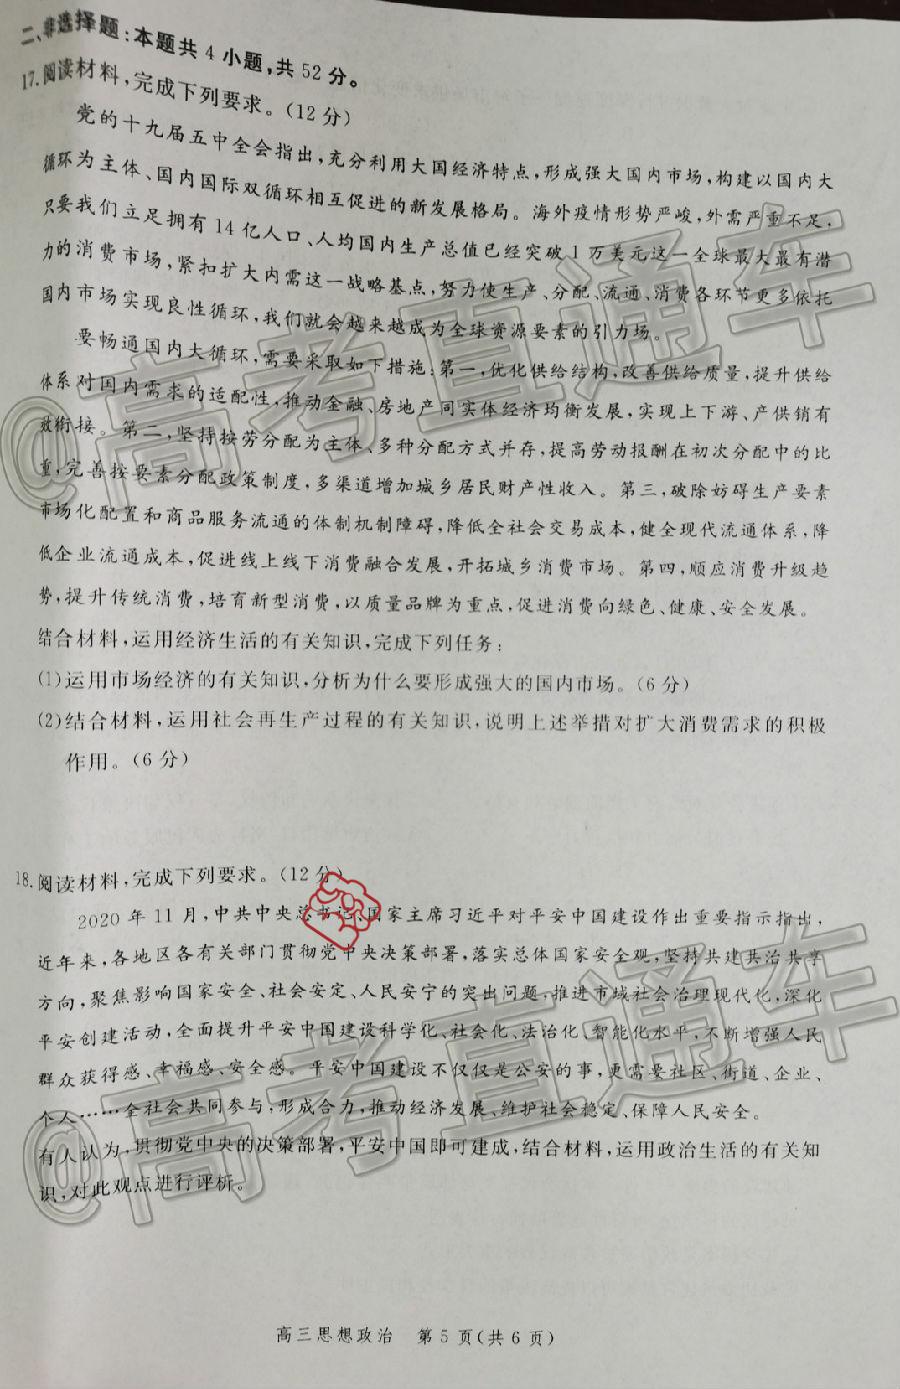 二、非选择题:本题共4小题,共52分。
17.阅读材料,完成下列要求。(12分)
党的十九届五中全会指出,充分利用大国经济特点,形成强大国内市场,构建以国内大
循环为主体、国内国际双循环相互促进的新发展格局。海外疫情形势严峻,外需严重不足,
只要我们立足拥有14亿人口、人均国内生产总值已经突破1万美元这一全球最大最有潜
力的消费市场,紧扣扩大内需这一战略基点,努力使生产、分配、流通、消费各环节更多依托
国内市场实现良性循环,我们就会越来越成为全球资源要素的引力场。
要畅通国内大循环,需要采取如下措施:第一,优化供给结构,改善供给质量,提升供给
体系对国内需求的适配性,推动金融、房地产同实体经济均衡发展,实现上下游、产供销有
效衔接。第二,坚持按劳分配为主体、多种分配方式并存,提高劳动报酬在初次分配中的比
重,完善按要素分配政策制度,多渠道增加城乡居民财产性收入。第三,破除妨碍生产要素
市场化配置和商品服务流通的体制机制障碍,降低全社会交易成本,健全现代流通体系,降
低企业流通成本,促进线上线下消费融合发展,开拓城乡消费市场。第四,顺应消费升级趋
势,提升传统消费,培育新型消费,以质量品牌为重点,促进消费向绿色、健康、安全发展。
结合材料,运用经济生活的有关知识,完成下列任务:
(1)运用市场经济的有关知识,分析为什么要形成强大的国内市场。(6分)
(2)结合材料,运用社会再生产过程的有关知识,说明上述举措对扩大消费需求的积极
作用。(6分)
18.阅读材料,完成下列要求。(12分)
2020年11月,中共中央总书记、国家主席习近平对平安中国建设作出重要指示指出,
近年来,各地区各有关部门贯彻党中央决策部署,落实总体国家安全观,坚持共建共治共享
方向,聚焦影响国家安全、社会安定、人民安宁的突出问题,推进市域社会治理现代化,深化
平安创建活动,全面提升平安中国建设科学化、社会化、法治化、智能化水平,不断增强人民
群众获得感、幸福感、安全感。平安中国建设不仅仅是公安的事,更需要社区、街道、企业、
个人……全社会共同参与,形成合力,推动经济发展、维护社会稳定、保障人民安全。
有人认为,贯彻党中央的决策部署,平安中国即可建成,结合材料,运用政治生活的有关知
识,对此观点进行评析。
高三思想政治 第5页(共6页)
@高考直通车
@高考直通车